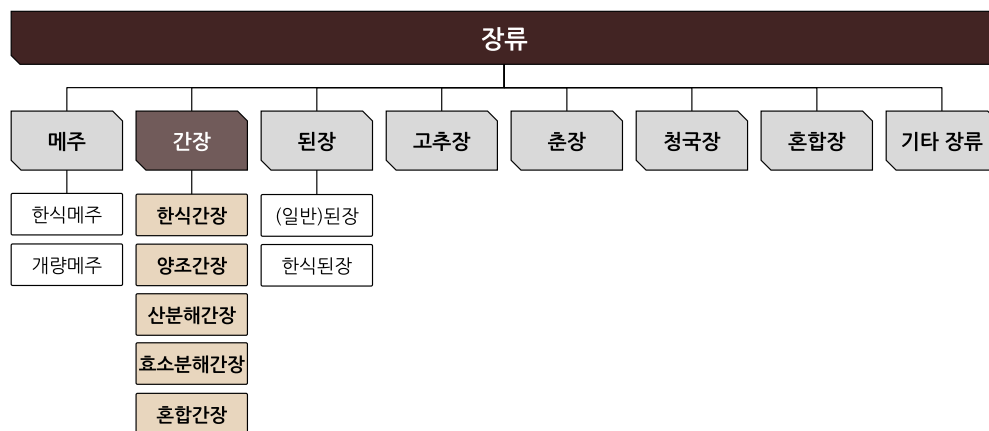 장류
메주
간장
된장
고추장
춘장
청국장
혼합장
기타 장류
한식메주
한식간장
(일반)된장
개량메주
양조간장
한식된장
산분해간장
효소분해간장
혼합간장